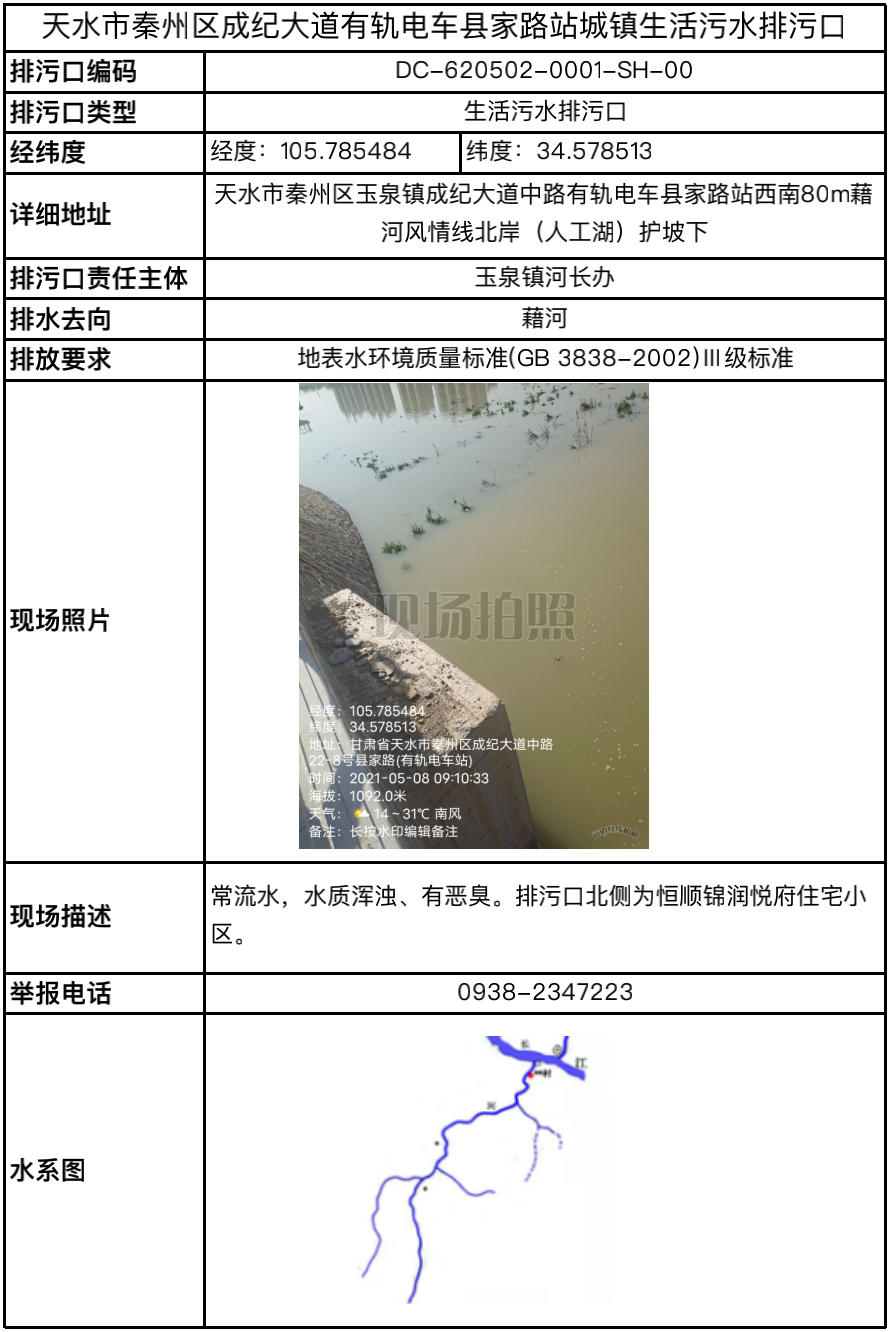 天水市秦州区成纪大道有轨电车县家路站城镇生活污水排污口
排污口编码
DC-620502-0001-SH-00
排污口类型
生活污水排污口
经纬度
经度：105.785484
纬度：34.578513
详细地址
天水市秦州区玉泉镇成纪大道中路有轨电车县家路站西南80m藉
河风情线北岸（人工湖）护坡下
排污口责任主体
玉泉镇河长办
排水去向
藉河
排放要求
地表水环境质量标准(GB 3838-2002)Ⅲ级标准
现场照片
现场拍照
经度：105.785484
纬度：34.578513
地址：甘肃省天水市秦州区成纪大道中路
22-8号县家路(有轨电车站)
时间：2021-05-08 09:10:33
海拔：1092.0米
天气：14～31℃ 南风
备注：长按水印编辑备注
现场描述
常流水，水质浑浊、有恶臭。排污口北侧为恒顺锦润悦府住宅小
区。
举报电话
0938-2347223
水系图
长
江
村
河